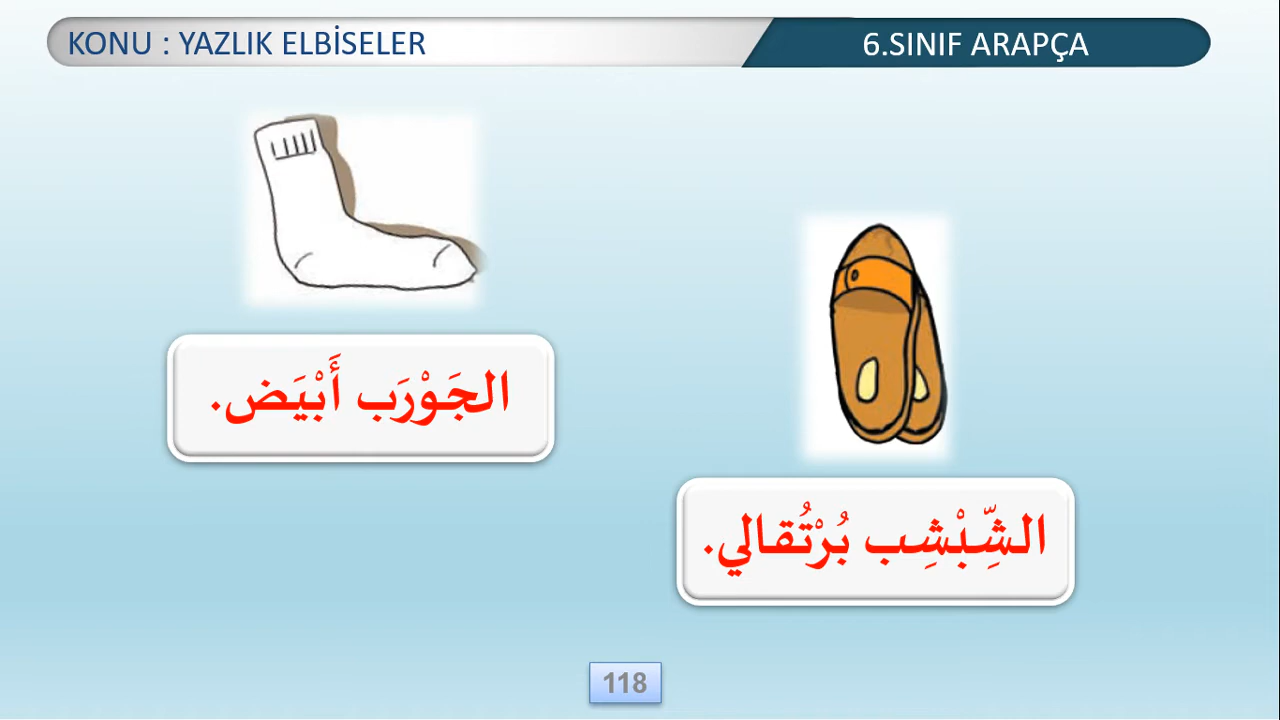 KONU : YAZLIK ELBİSELER
6.SINIF ARAPÇA
الجَوْرَب أَبْيَض.
الشِّبْشِب بُرْتُقالي.
118